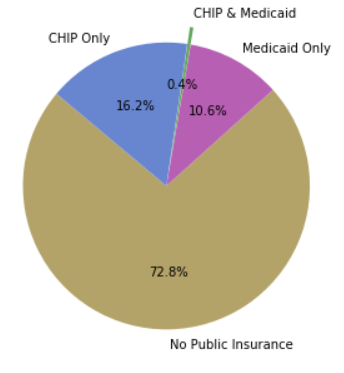 CHIP & Medicaid
CHIP Only
Medicaid Only
0.4%
16.2%
10.6%
72.8%
No Public Insurance